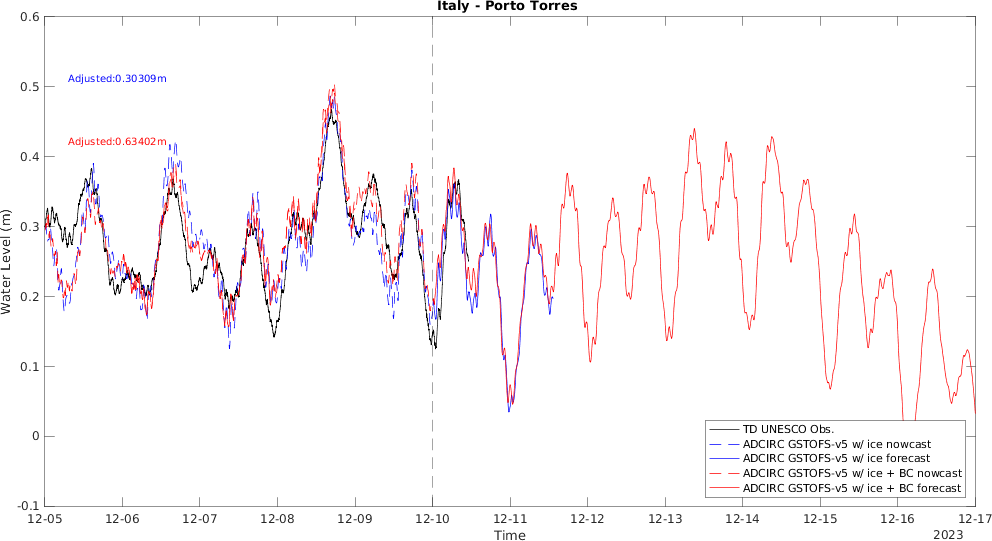 Italy - Porto Torres
0.6
0.5
0.4
0.3
0.2
0.1
0
-0.1
Water Level (m)
Adjusted:0.30309m
Adjusted:0.63402m
TD UNESCO Obs.
ADCIRC GSTOFS-v5 w/ ice nowcast
ADCIRC GSTOFS-v5 w/ ice forecast
ADCIRC GSTOFS-v5 w/ ice + BC nowcast
ADCIRC GSTOFS-v5 w/ ice + BC forecast
12-05 12-06 12-07 12-08 12-09 12-10 12-11 12-12 12-13 12-14 12-15 12-16 12-17
Time
2023